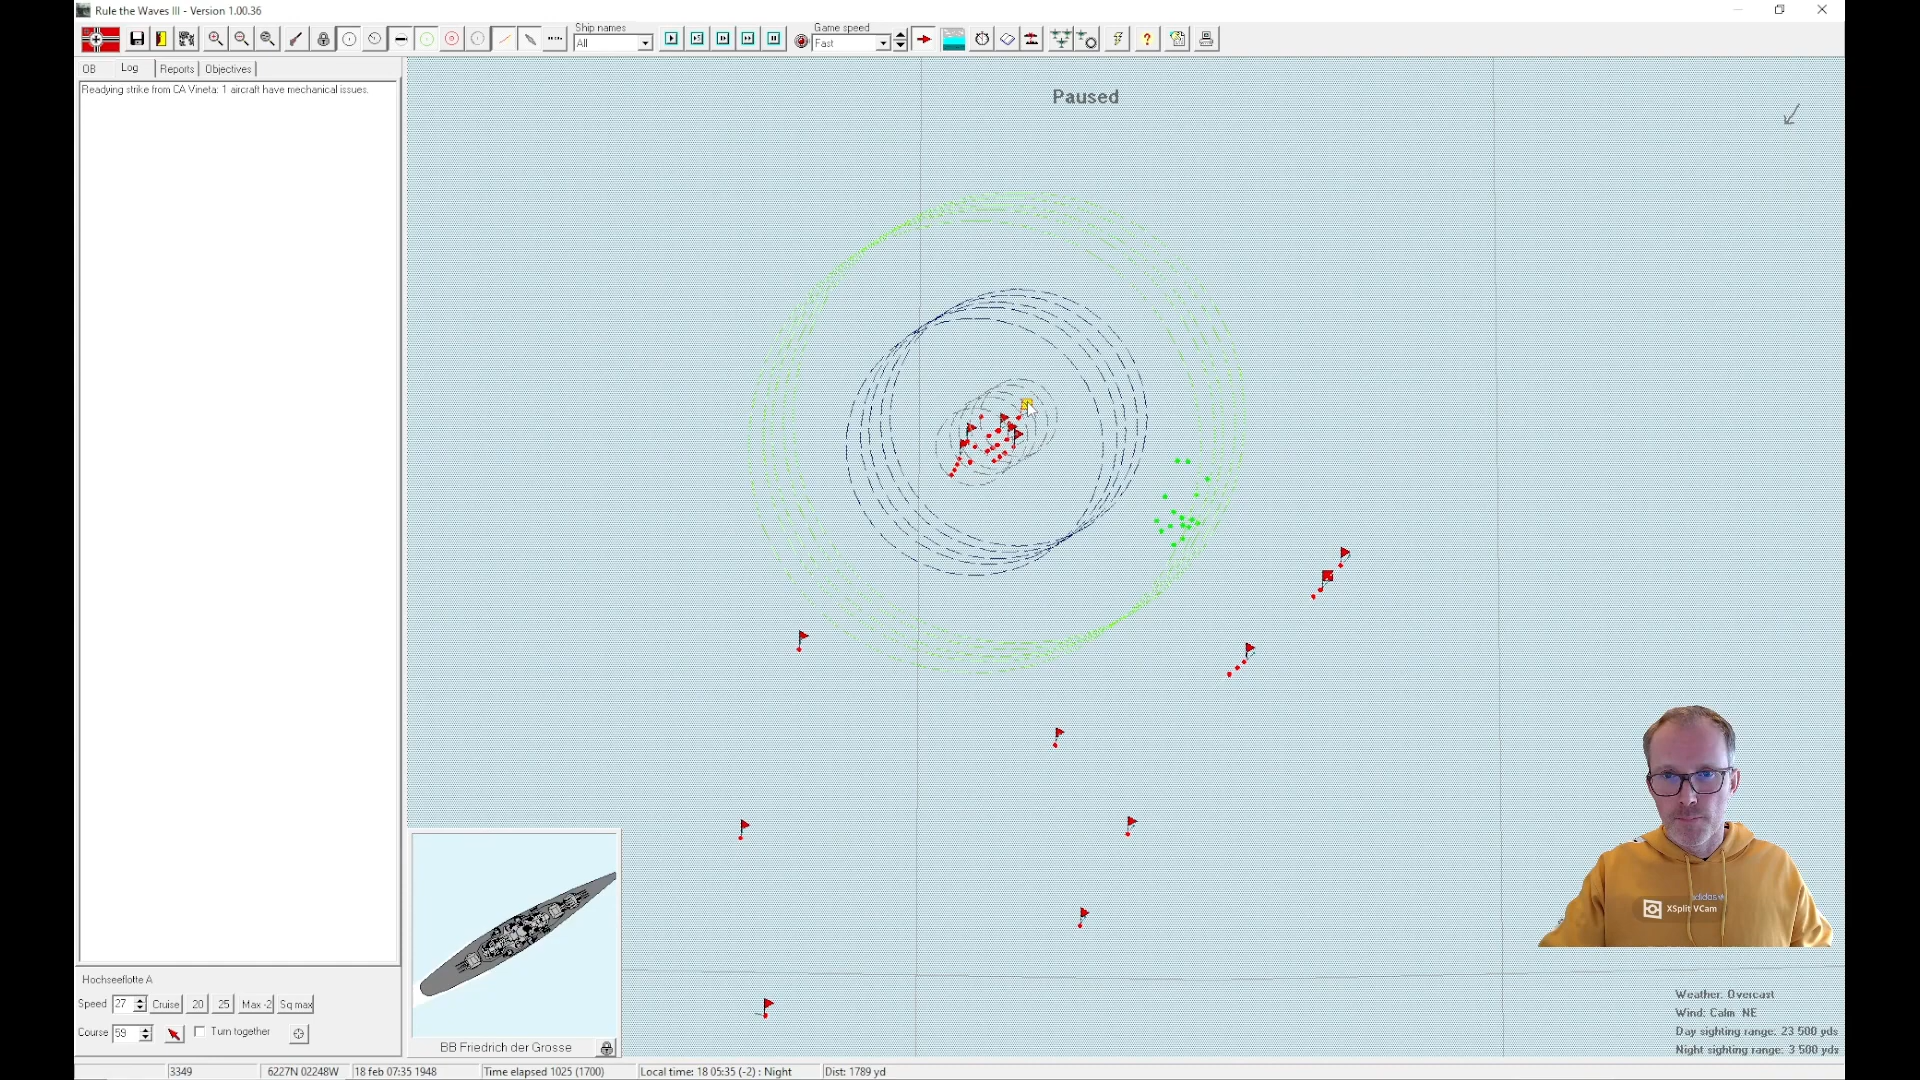 Rule the Waves III - Version 1.00.36
Ship names
All
Game speed
Fast
OB
Log
Reports
Objectives
Readying strike from CA Vineta: 1 aircraft have mechanical issues.
Paused
Hochseeflotte A
Speed 27 Cruise 20 25 Max -2 Sq max
Course 59 Turn together
BB Friedrich der Grosse
adidas
XSplit VCam
Weather: Overcast
Wind: Calm NE
Day sighting range: 23 500 yds
Night sighting range: 3 500 yds
3349 6227N 02248W 18 feb 07:35 1948 Time elapsed 1025 (1700) Local time: 18 05:35 (-2) : Night Dist: 1789 yd